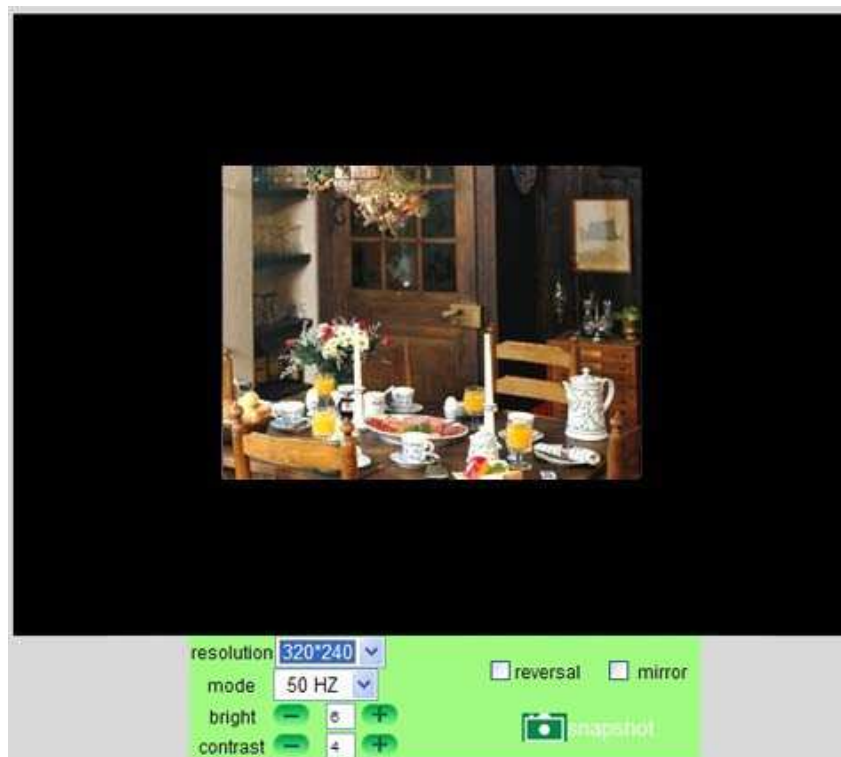 resolution 320*240
mode 50 HZ
reversal mirror
bright 6
contrast 4
snapshot